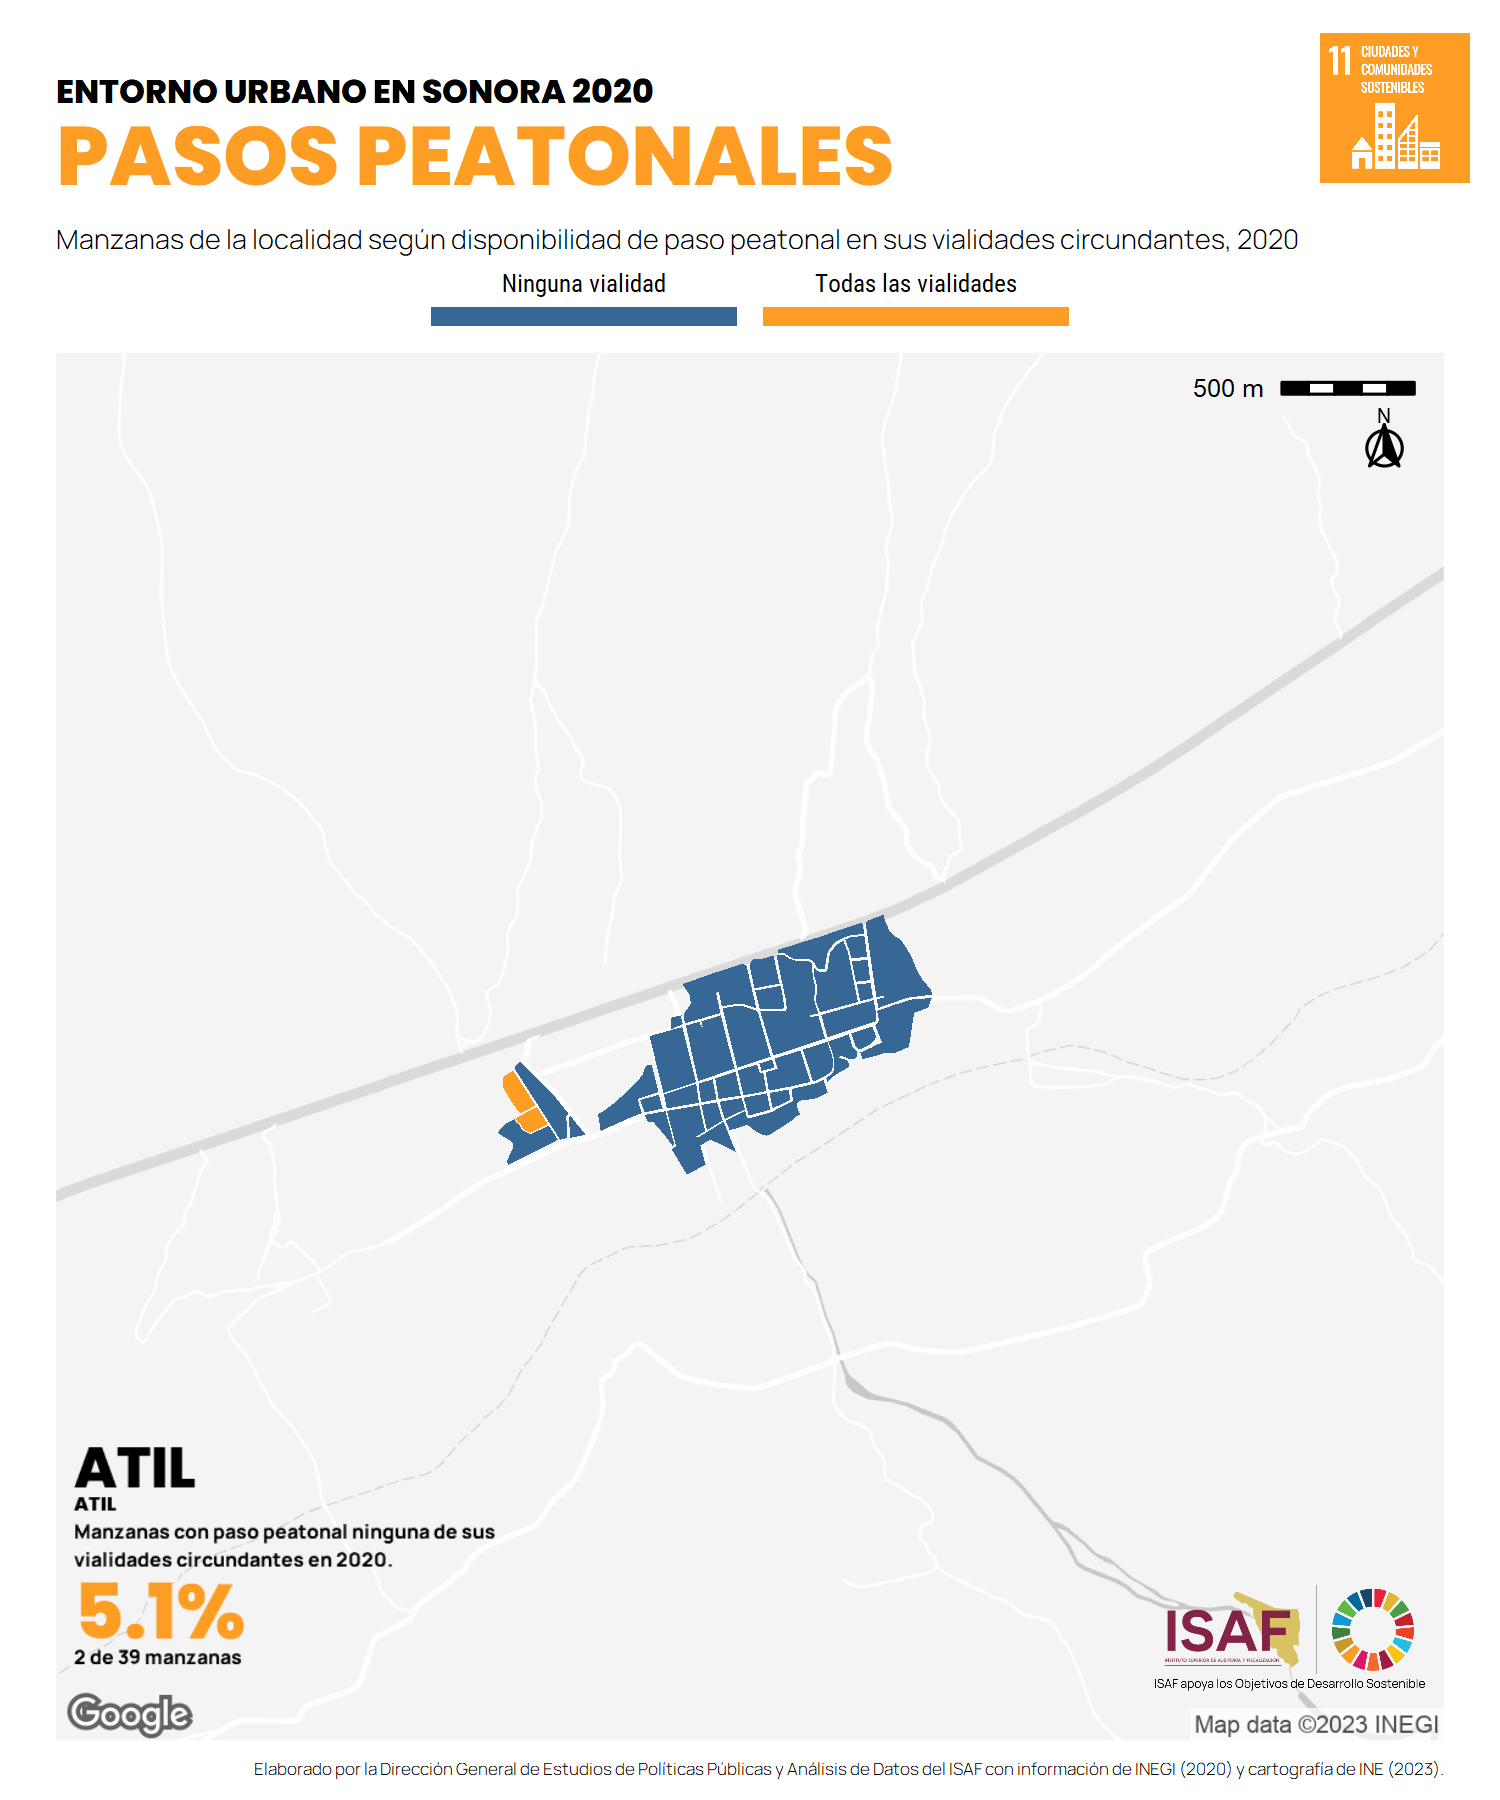 ENTORNO URBANO EN SONORA 2020
PASOS PEATONALES
11 CIUDADES Y
COMUNIDADES
SOSTENIBLES
Manzanas de la localidad según disponibilidad de paso peatonal en sus vialidades circundantes, 2020
Ninguna vialidad
Todas las vialidades
500 m
N
ATIL
ATIL
Manzanas con paso peatonal ninguna de sus
vialidades circundantes en 2020.
5.1%
2 de 39 manzanas
Google
ISAF
INSTITUTO SUPERIOR DE AUDITORÍA Y FISCALIZACIÓN
ISAF apoya los Objetivos de Desarrollo Sostenible
Map data ©2023 INEGI
Elaborado por la Dirección General de Estudios de Políticas Públicas y Análisis de Datos del ISAF con información de INEGI (2020) y cartografía de INE (2023).